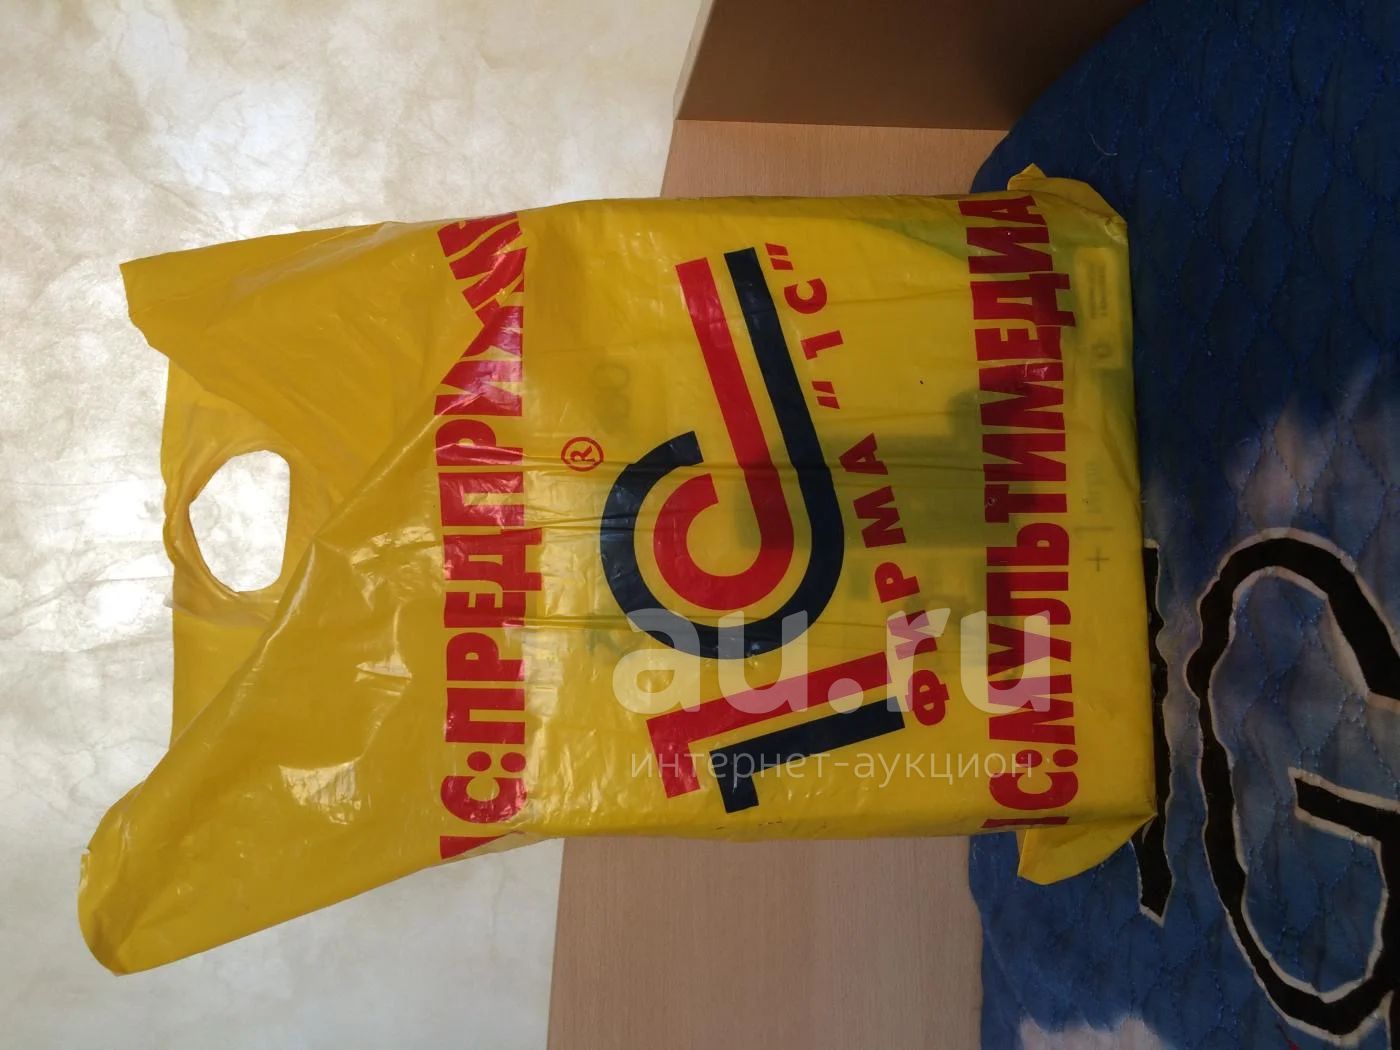 1С:ПРЕДПРИЯ
®
1С
ФИРМА "1С"
1С:МУЛЬТИМЕДИА
au.ru
интернет-аукцион